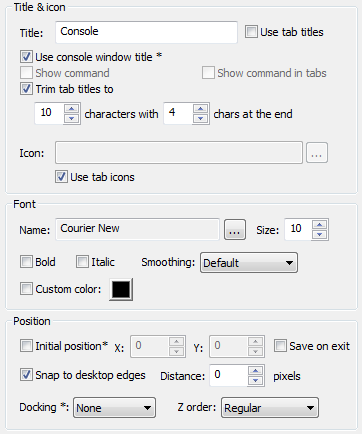 Title & icon
Title: Console Use tab titles
Use console window title *
Show command Show command in tabs
Trim tab titles to
10 characters with 4 chars at the end
Icon: ...
Use tab icons
Font
Name: Courier New ... Size: 10
Bold Italic Smoothing: Default
Custom color:
Position
Initial position* X: 0 Y: 0 Save on exit
Snap to desktop edges Distance: 0 pixels
Docking *: None Z order: Regular